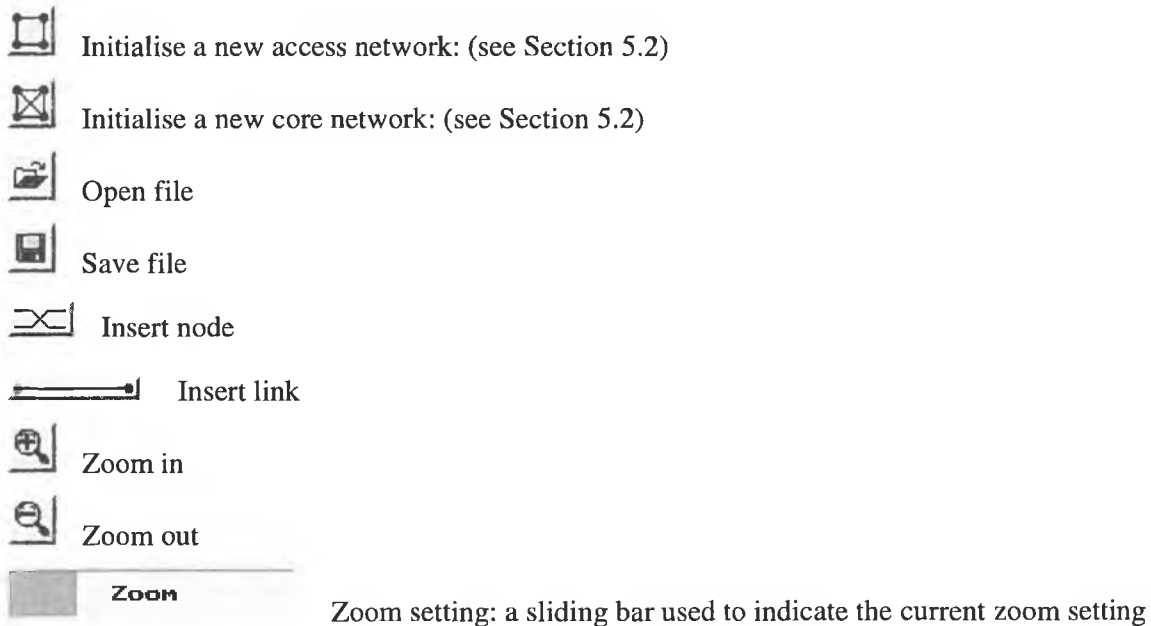 Initialise a new access network: (see Section 5.2)
Initialise a new core network: (see Section 5.2)
Open file
Save file
Insert node
Insert link
Zoom in
Zoom out
Zoom
Zoom setting: a sliding bar used to indicate the current zoom setting